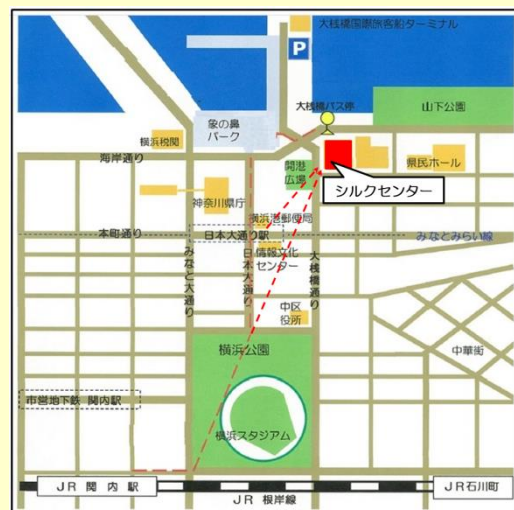 大桟橋国際旅客船ターミナル
P
大桟橋バス停
山下公園
象の鼻
パーク
横浜税関
海岸通り
開港
広場
県民ホール
シルクセンター
神奈川県庁
横浜港郵便局
本町通り
日本大通り駅
みなとみらい線
情報文化
センター
みなと大通り
日本大通り
大桟橋通り
中区
役所
横浜公園
中華街
市営地下鉄 関内駅
横浜スタジアム
JR 関内駅
JR 根岸線
JR石川町